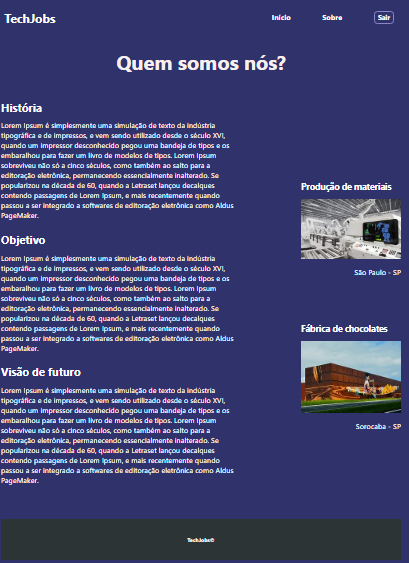 TechJobs
Início
Sobre
Sair
Quem somos nós?
História
Lorem Ipsum é simplesmente uma simulação de texto da indústria
tipográfica e de impressos, e vem sendo utilizado desde o século XVI,
quando um impressor desconhecido pegou uma bandeja de tipos e os
embaralhou para fazer um livro de modelos de tipos. Lorem Ipsum
sobreviveu não só a cinco séculos, como também ao salto para a
editoração eletrônica, permanecendo essencialmente inalterado. Se
popularizou na década de 60, quando a Letraset lançou decalques
contendo passagens de Lorem Ipsum, e mais recentemente quando
passou a ser integrado a softwares de editoração eletrônica como Aldus
PageMaker.
Objetivo
Lorem Ipsum é simplesmente uma simulação de texto da indústria
tipográfica e de impressos, e vem sendo utilizado desde o século XVI,
quando um impressor desconhecido pegou uma bandeja de tipos e os
embaralhou para fazer um livro de modelos de tipos. Lorem Ipsum
sobreviveu não só a cinco séculos, como também ao salto para a
editoração eletrônica, permanecendo essencialmente inalterado. Se
popularizou na década de 60, quando a Letraset lançou decalques
contendo passagens de Lorem Ipsum, e mais recentemente quando
passou a ser integrado a softwares de editoração eletrônica como Aldus
PageMaker.
Visão de futuro
Lorem Ipsum é simplesmente uma simulação de texto da indústria
tipográfica e de impressos, e vem sendo utilizado desde o século XVI,
quando um impressor desconhecido pegou uma bandeja de tipos e os
embaralhou para fazer um livro de modelos de tipos. Lorem Ipsum
sobreviveu não só a cinco séculos, como também ao salto para a
editoração eletrônica, permanecendo essencialmente inalterado. Se
popularizou na década de 60, quando a Letraset lançou decalques
contendo passagens de Lorem Ipsum, e mais recentemente quando
passou a ser integrado a softwares de editoração eletrônica como Aldus
PageMaker.
Produção de materiais
São Paulo - SP
Fábrica de chocolates
Sorocaba - SP
TechJobs©